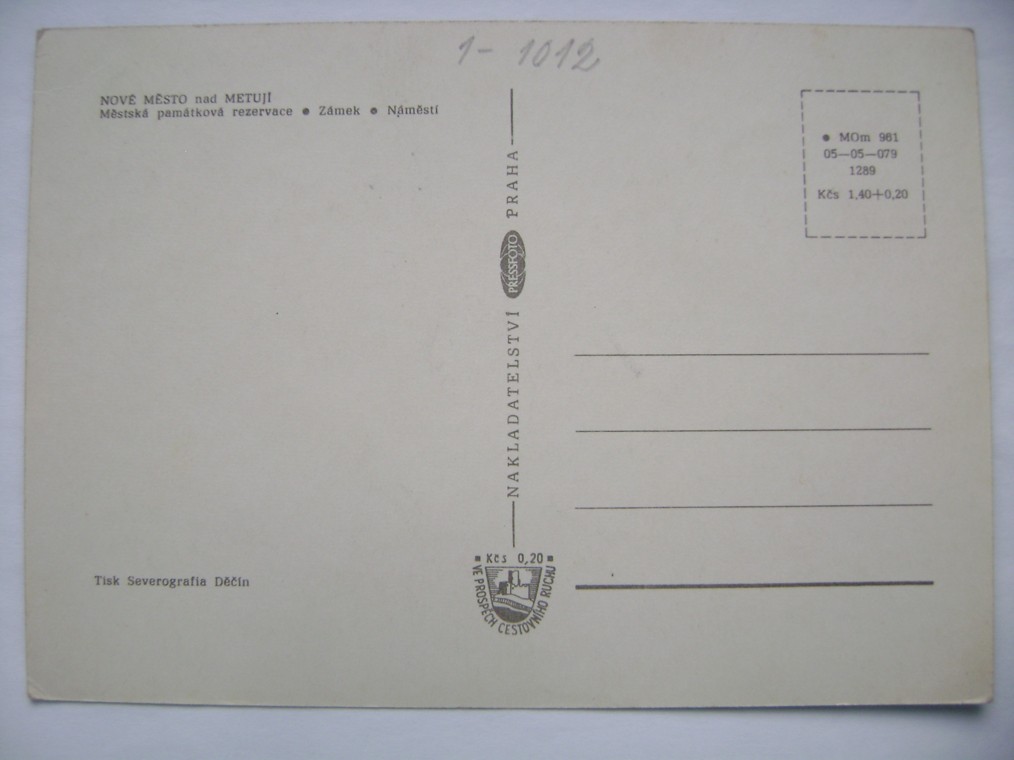 1- 1012
NOVÉ MĚSTO nad METUJÍ
Městská památková rezervace ● Zámek ● Náměstí
● MOm 981
05—05—079
1289
Kčs 1,40+0,20
NAKLADATELSTVÍ PRESSFOTO PRAHA
Tisk Severografia Děčín
▪ Kčs 0,20 ▪
VE PROSPĚCH CESTOVNÍHO RUCHU